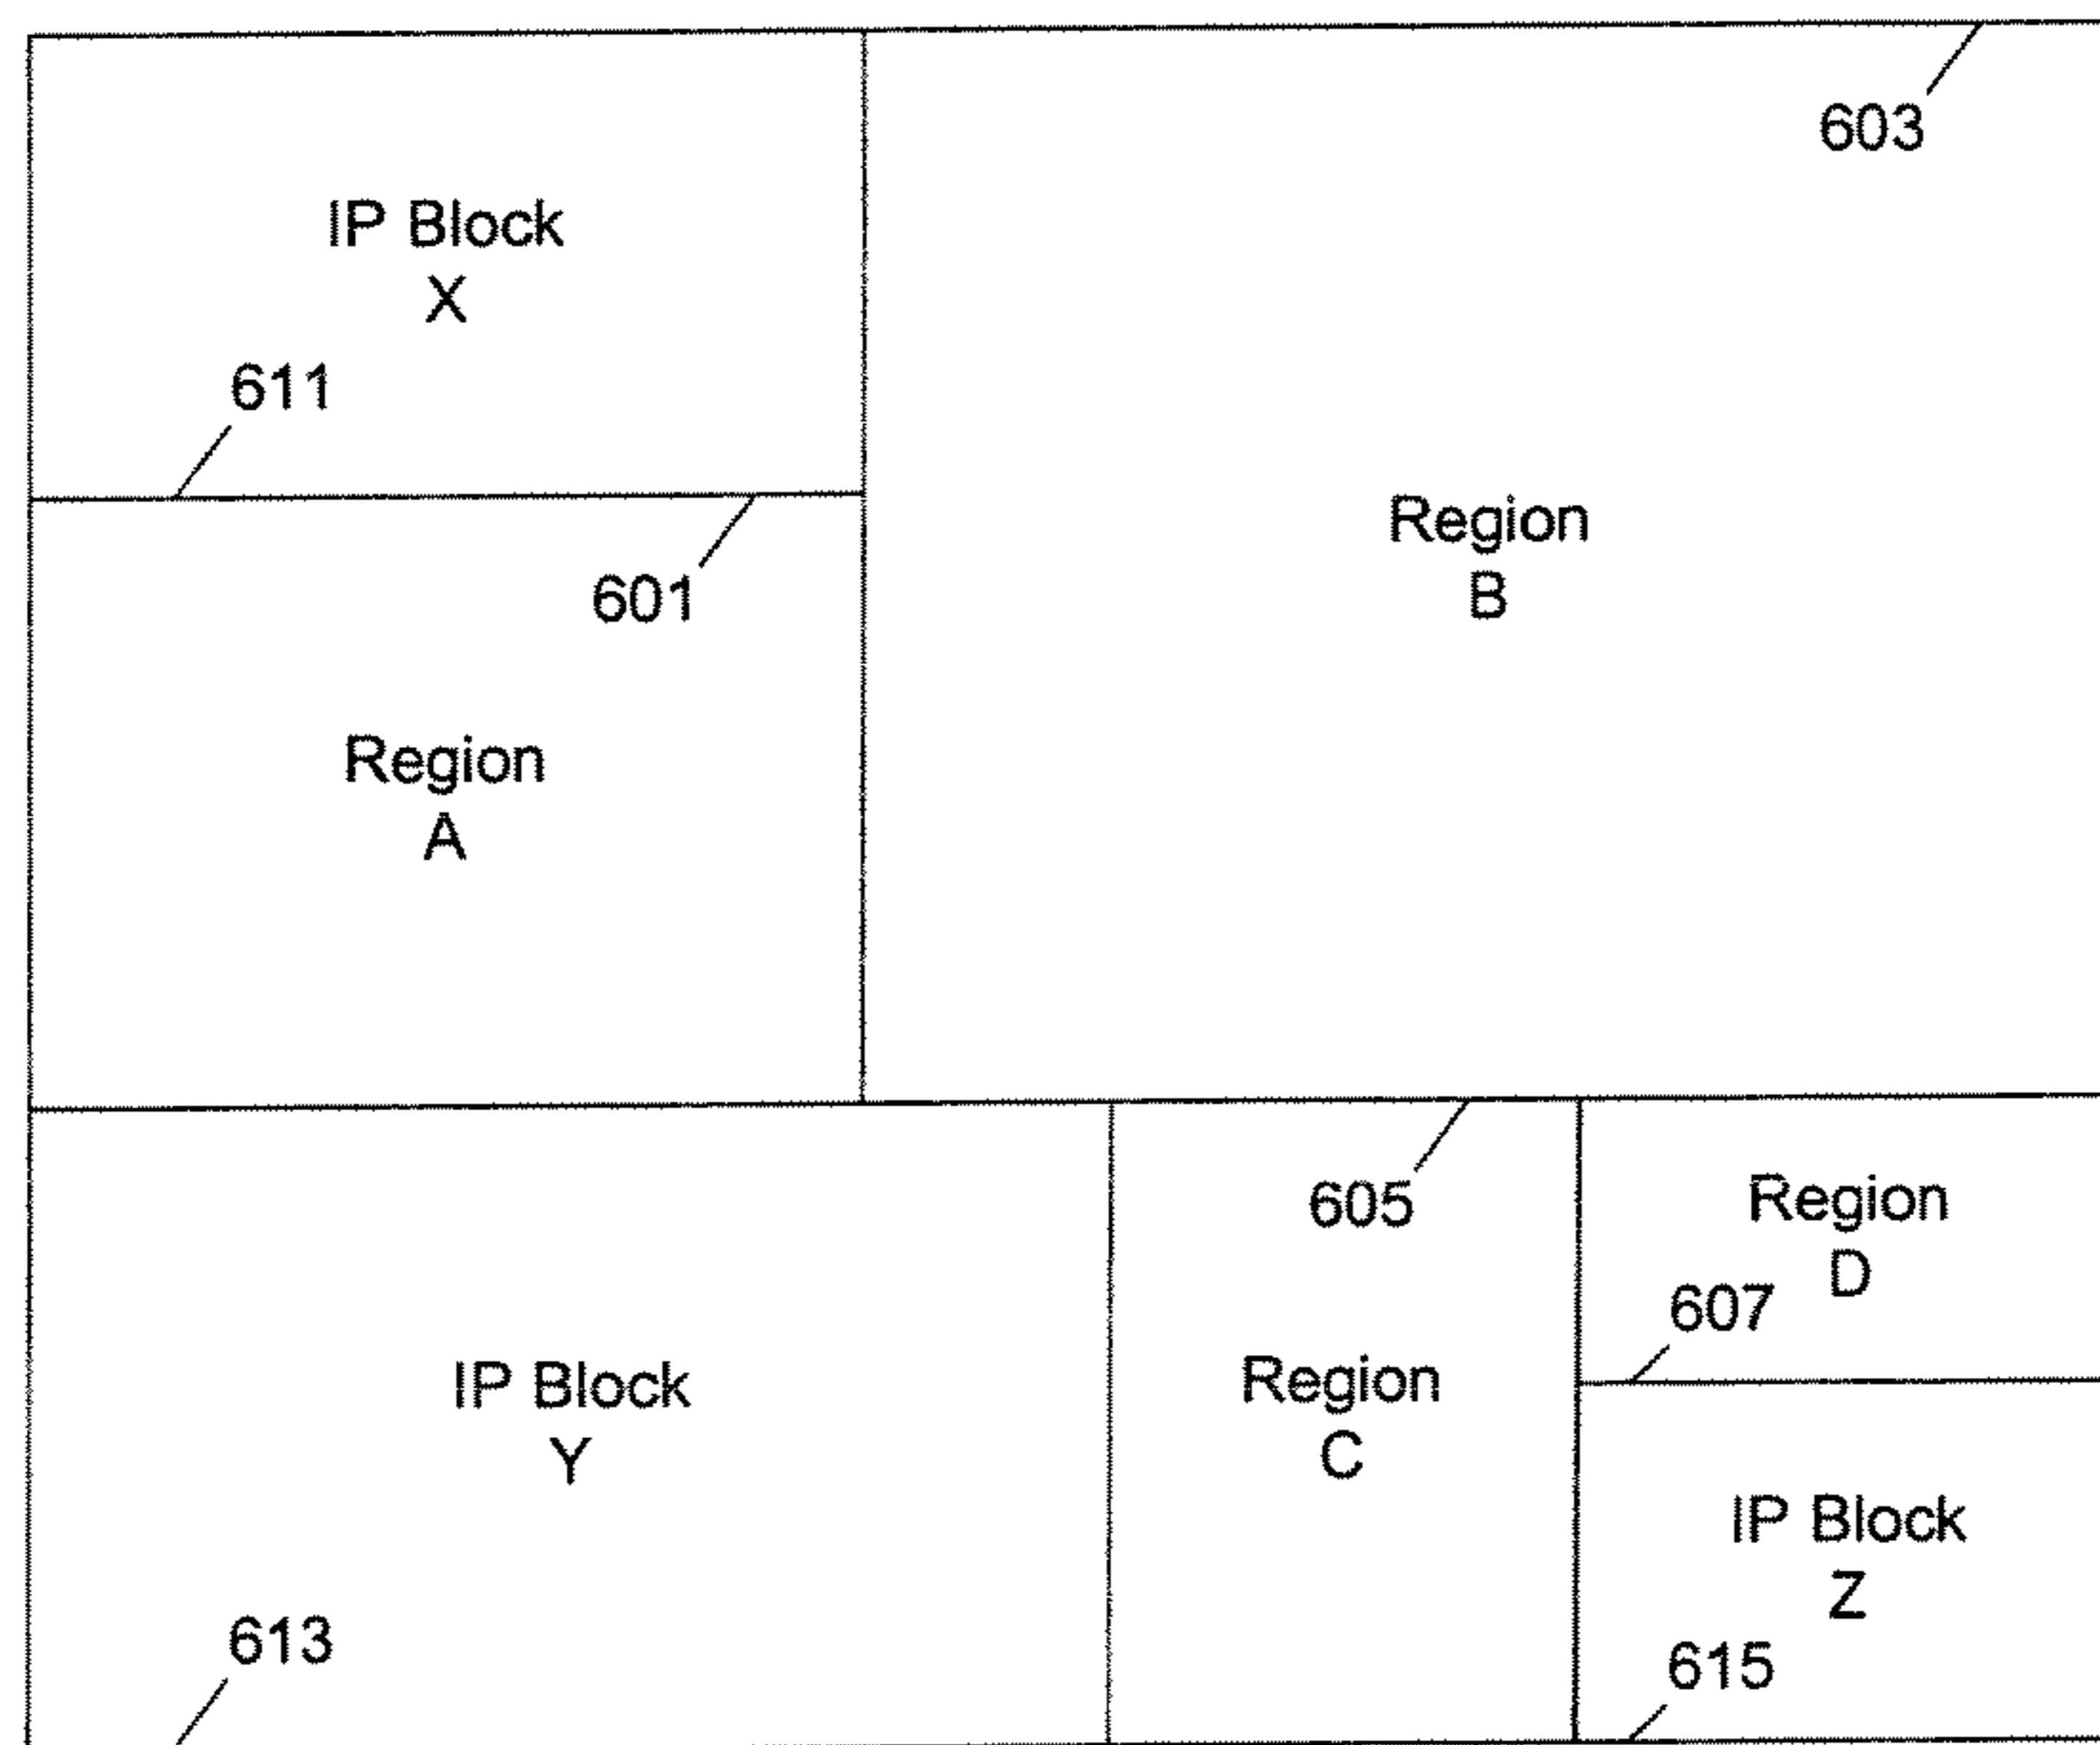 603
IP Block
X
611
Region
B
601
Region
A
605
Region
D
607
IP Block
Y
Region
C
IP Block
Z
613
615